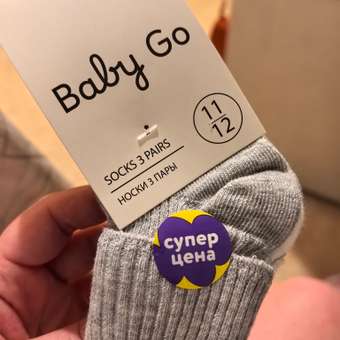 Baby Go
SOCKS 3 PAIRS
НОСКИ 3 ПАРЫ
11
12
супер
цена